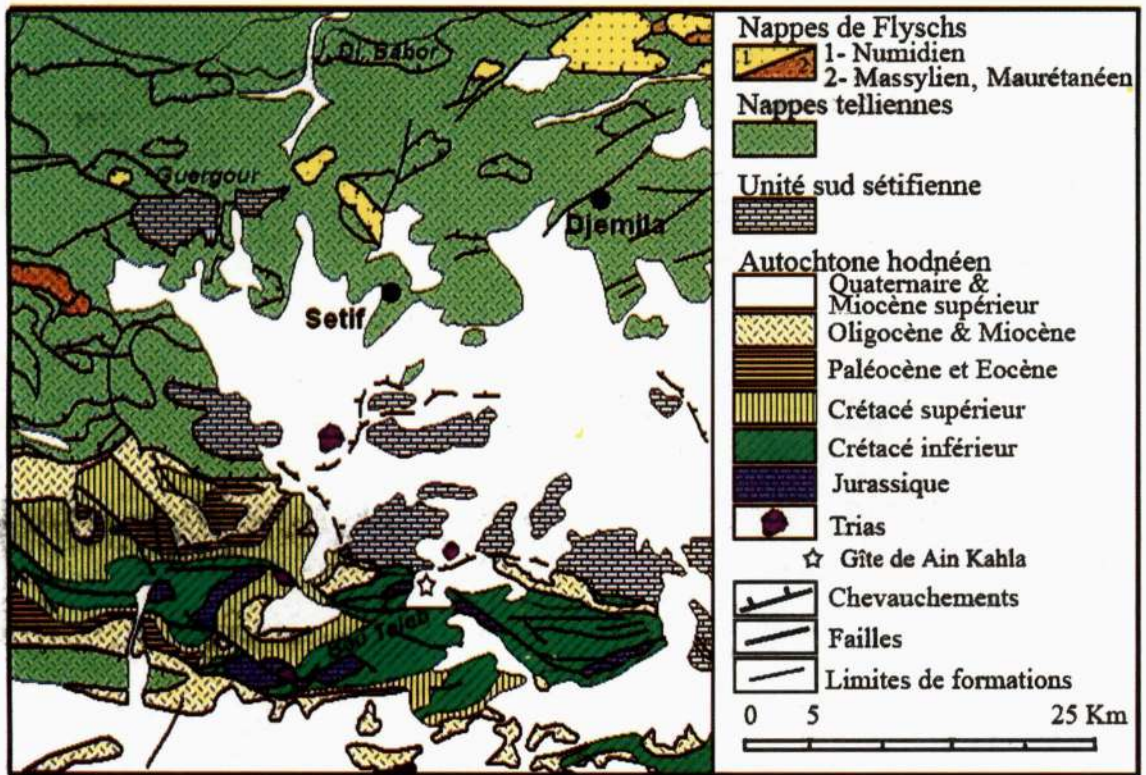 Dj. Babor
Guergour
Djemila
Setif
Nappes de Flyschs
1
2
1- Numidien
2- Massylien, Maurétanéen
Nappes telliennes
Unité sud sétifienne
Autochtone hodnéen
Quaternaire &
Miocène supérieur
Oligocène & Miocène
Paléocène et Eocène
Crétacé supérieur
Crétacé inférieur
Jurassique
Trias
Gîte de Ain Kahla
Chevauchements
Failles
Limites de formations
0 5 25 Km